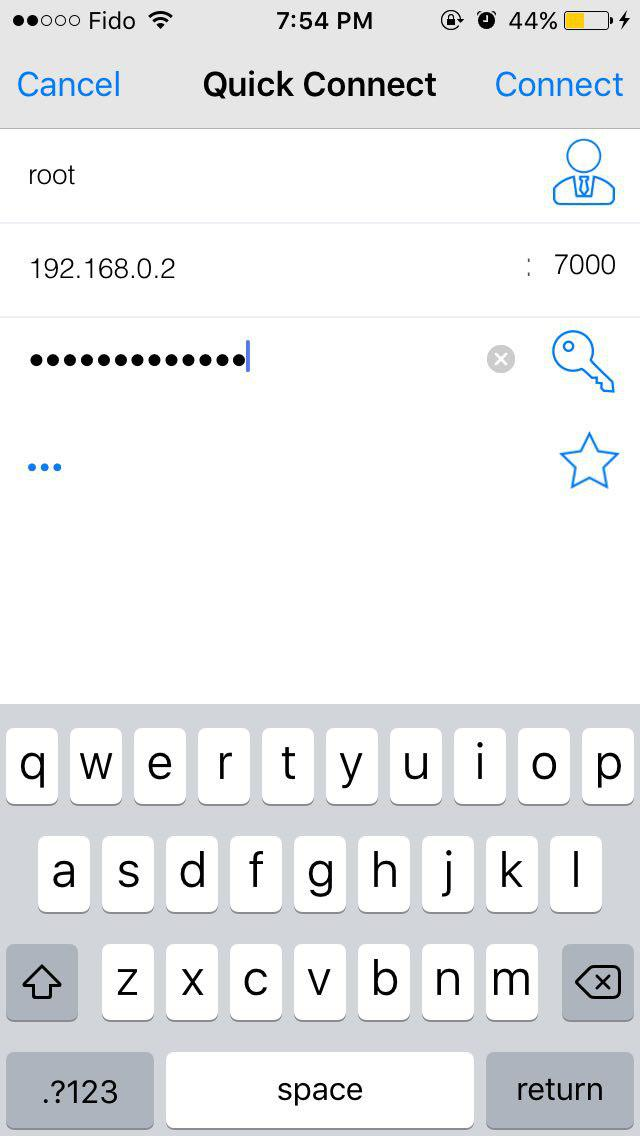 ●●○○○ Fido 7:54 PM 44%
Cancel Quick Connect Connect
root
192.168.0.2 : 7000
●●●●●●●●●●●●●
•••
q w e r t y u i o p
a s d f g h j k l
z x c v b n m
.?123 space return